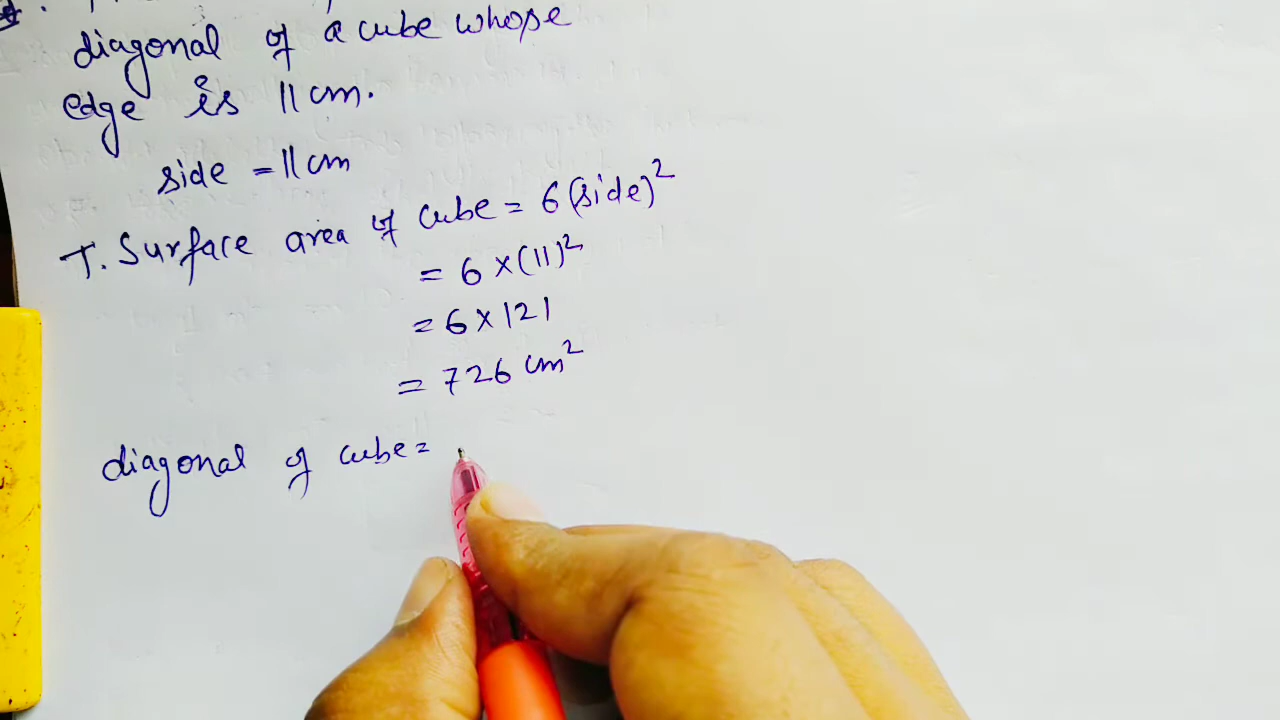 diagonal of a cube whose
edge is 11 cm.
side = 11 cm
T. Surface area of cube = 6 (side)²
= 6 × (11)²
= 6 × 121
= 726 cm²
diagonal of cube =